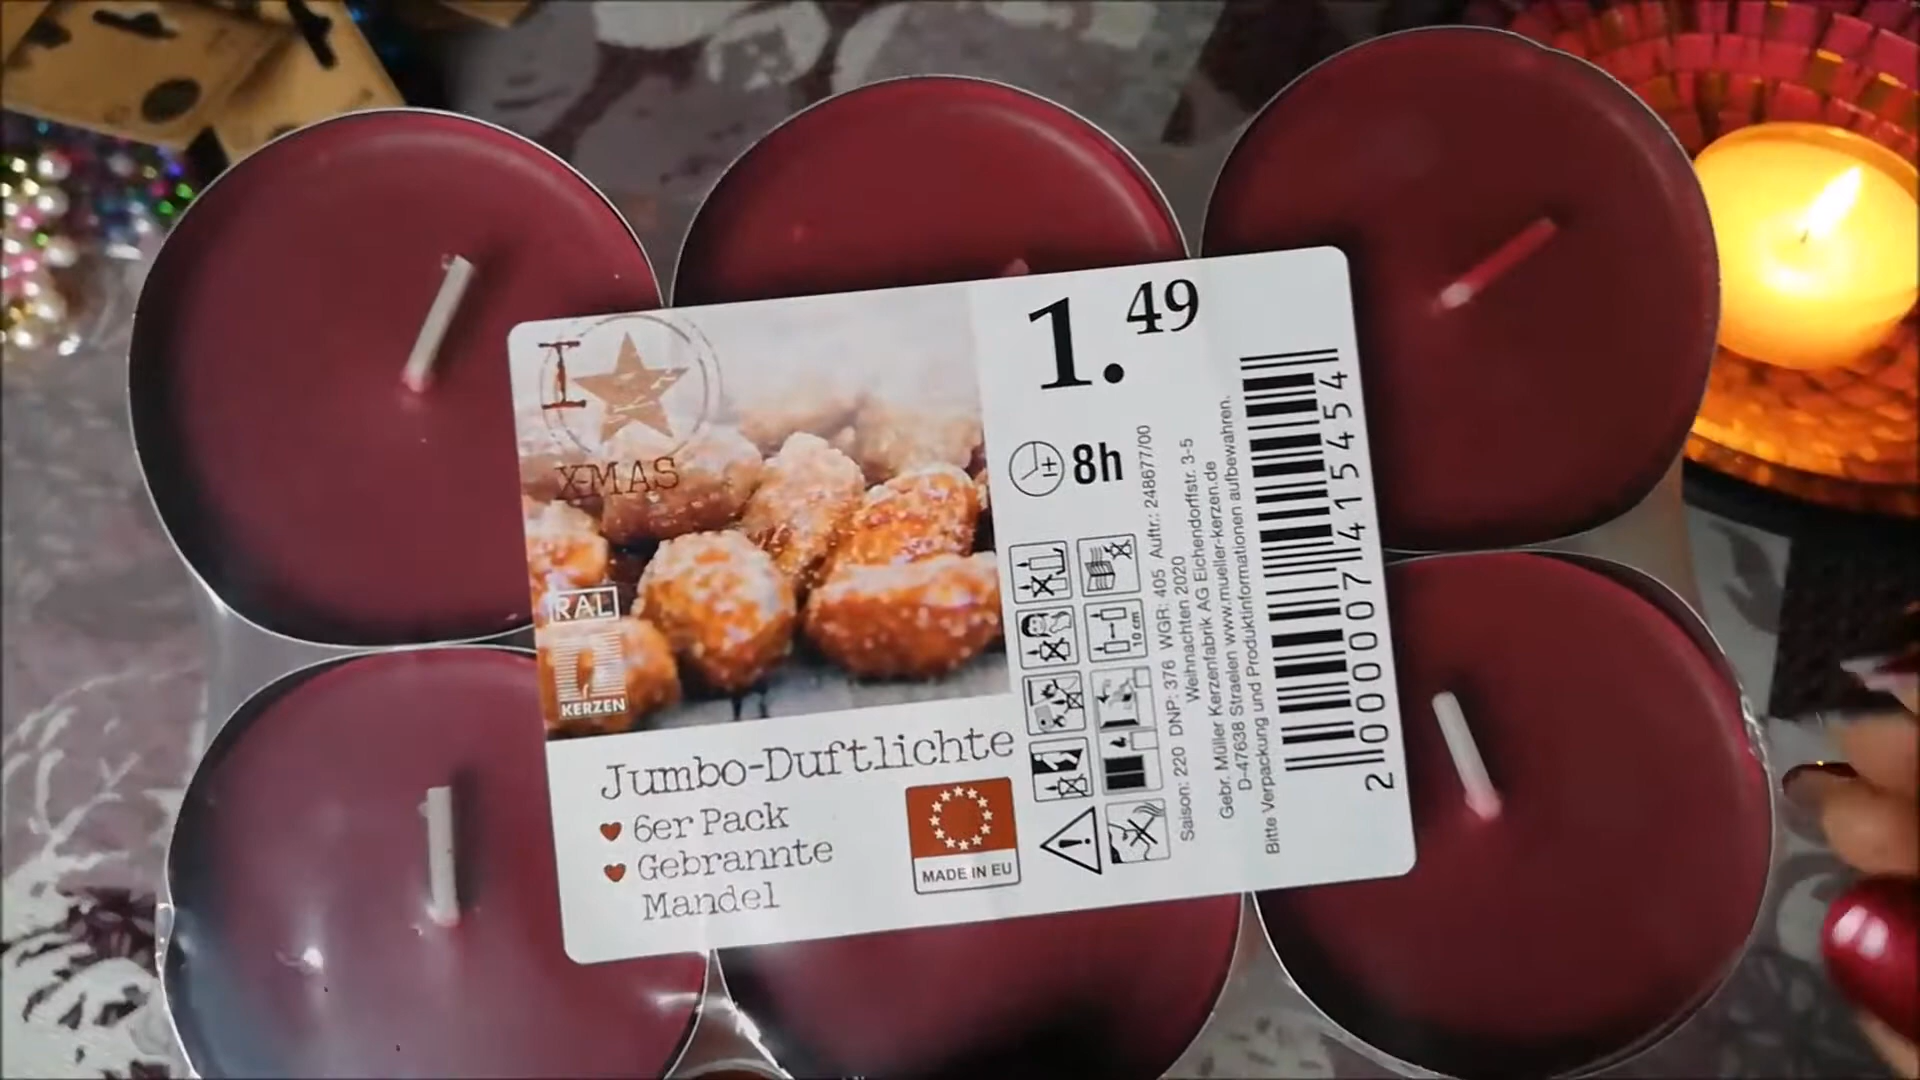 I
X-MAS
RAL
KERZEN
Jumbo-Duftlichte
6er Pack
Gebrannte
Mandel
MADE IN EU
1.49
8h
10 cm
Saison: 220 DNP: 376 WGR: 405 Auftr.: 248677/00
Weihnachten 2020
Gebr. Müller Kerzenfabrik AG Eichendorffstr. 3-5
D-47638 Straelen www.mueller-kerzen.de
Bitte Verpackung und Produktinformationen aufbewahren.
2 000007 415454